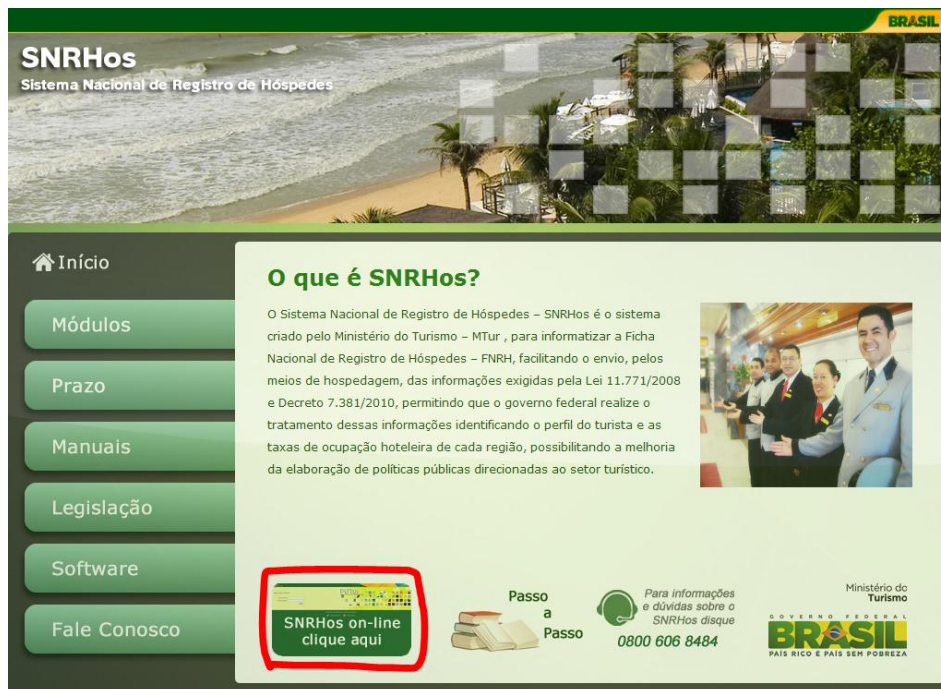 BRASIL
SNRHos
Sistema Nacional de Registro de Hóspedes
Início
Módulos
Prazo
Manuais
Legislação
Software
Fale Conosco
O que é SNRHos?
O Sistema Nacional de Registro de Hóspedes – SNRHos é o sistema
criado pelo Ministério do Turismo – MTur , para informatizar a Ficha
Nacional de Registro de Hóspedes – FNRH, facilitando o envio, pelos
meios de hospedagem, das informações exigidas pela Lei 11.771/2008
e Decreto 7.381/2010, permitindo que o governo federal realize o
tratamento dessas informações identificando o perfil do turista e as
taxas de ocupação hoteleira de cada região, possibilitando a melhoria
da elaboração de políticas públicas direcionadas ao setor turístico.
SNRHos on-line
clique aqui
Passo
a
Passo
Para informações
e dúvidas sobre o
SNRHos disque
0800 606 8484
Ministério do
Turismo
GOVERNO FEDERAL
BRASIL
PAÍS RICO É PAÍS SEM POBREZA